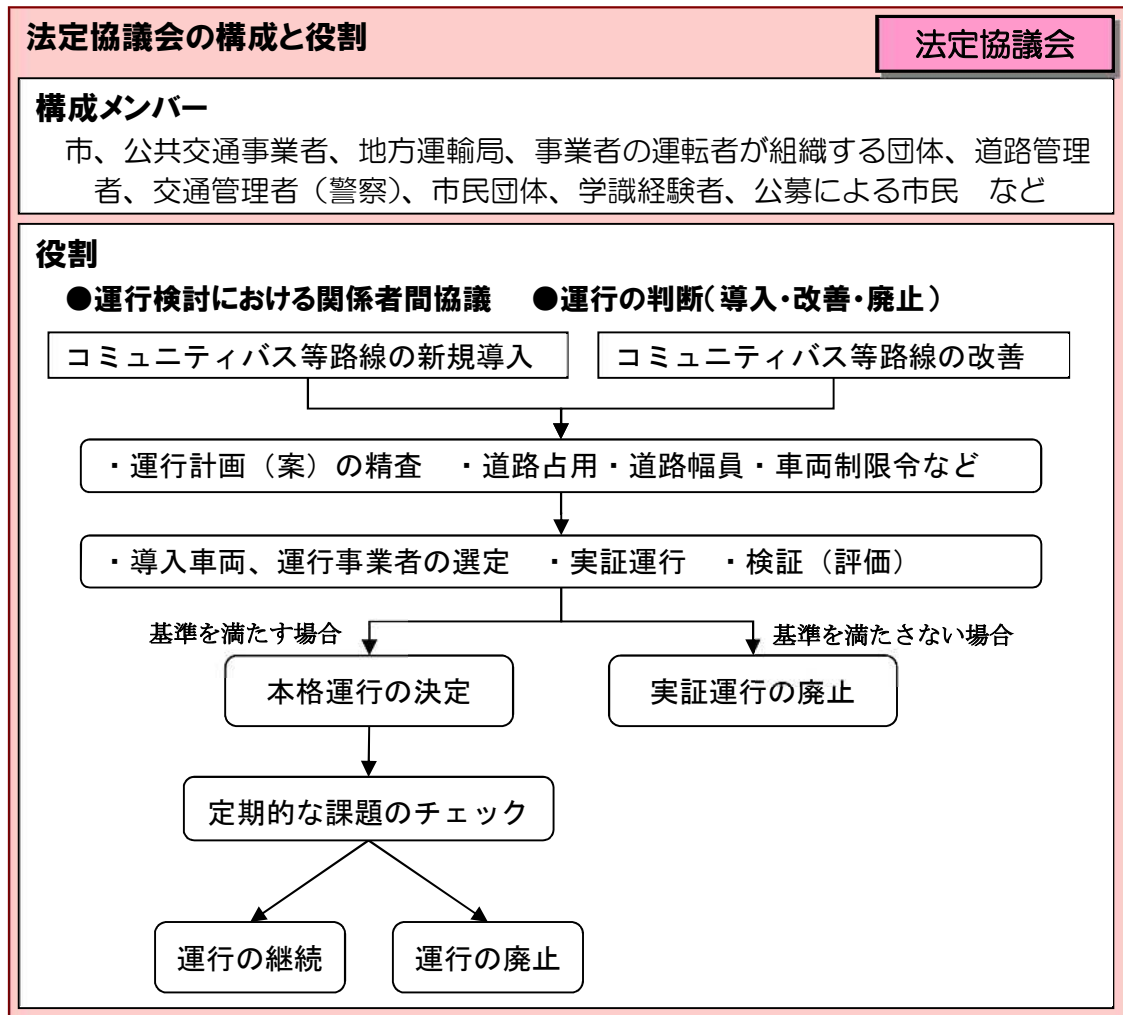 法定協議会の構成と役割
法定協議会
構成メンバー
市、公共交通事業者、地方運輸局、事業者の運転者が組織する団体、道路管理
者、交通管理者（警察）、市民団体、学識経験者、公募による市民　など
役割
●運行検討における関係者間協議　●運行の判断（導入・改善・廃止）
コミュニティバス等路線の新規導入
コミュニティバス等路線の改善
・運行計画（案）の精査　・道路占用・道路幅員・車両制限令など
・導入車両、運行事業者の選定　・実証運行　・検証（評価）
基準を満たす場合
基準を満たさない場合
本格運行の決定
実証運行の廃止
定期的な課題のチェック
運行の継続
運行の廃止